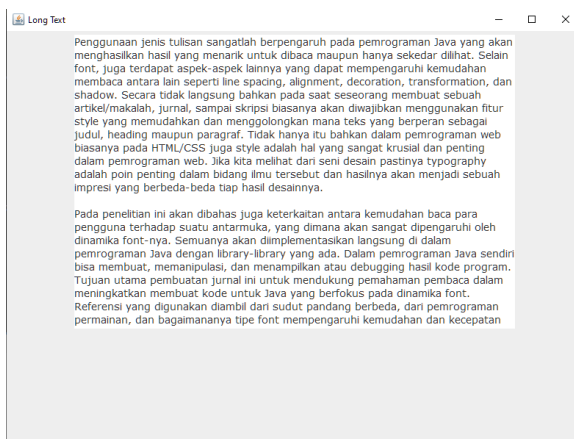 Long Text
Penggunaan jenis tulisan sangatlah berpengaruh pada pemrograman Java yang akan
menghasilkan hasil yang menarik untuk dibaca maupun hanya sekedar dilihat. Selain
font, juga terdapat aspek-aspek lainnya yang dapat mempengaruhi kemudahan
membaca antara lain seperti line spacing, alignment, decoration, transformation, dan
shadow. Secara tidak langsung bahkan pada saat seseorang membuat sebuah
artikel/makalah, jurnal, sampai skripsi biasanya akan diwajibkan menggunakan fitur
style yang memudahkan dan menggolongkan mana teks yang berperan sebagai
judul, heading maupun paragraf. Tidak hanya itu bahkan dalam pemrograman web
biasanya pada HTML/CSS juga style adalah hal yang sangat krusial dan penting
dalam pemrograman web. Jika kita melihat dari seni desain pastinya typography
adalah poin penting dalam bidang ilmu tersebut dan hasilnya akan menjadi sebuah
impresi yang berbeda-beda tiap hasil desainnya.
Pada penelitian ini akan dibahas juga keterkaitan antara kemudahan baca para
pengguna terhadap suatu antarmuka, yang dimana akan sangat dipengaruhi oleh
dinamika font-nya. Semuanya akan diimplementasikan langsung di dalam
pemrograman Java dengan library-library yang ada. Dalam pemrograman Java sendiri
bisa membuat, memanipulasi, dan menampilkan atau debugging hasil kode program.
Tujuan utama pembuatan jurnal ini untuk mendukung pemahaman pembaca dalam
meningkatkan membuat kode untuk Java yang berfokus pada dinamika font.
Referensi yang digunakan diambil dari sudut pandang berbeda, dari pemrograman
permainan, dan bagaimananya tipe font mempengaruhi kemudahan dan kecepatan